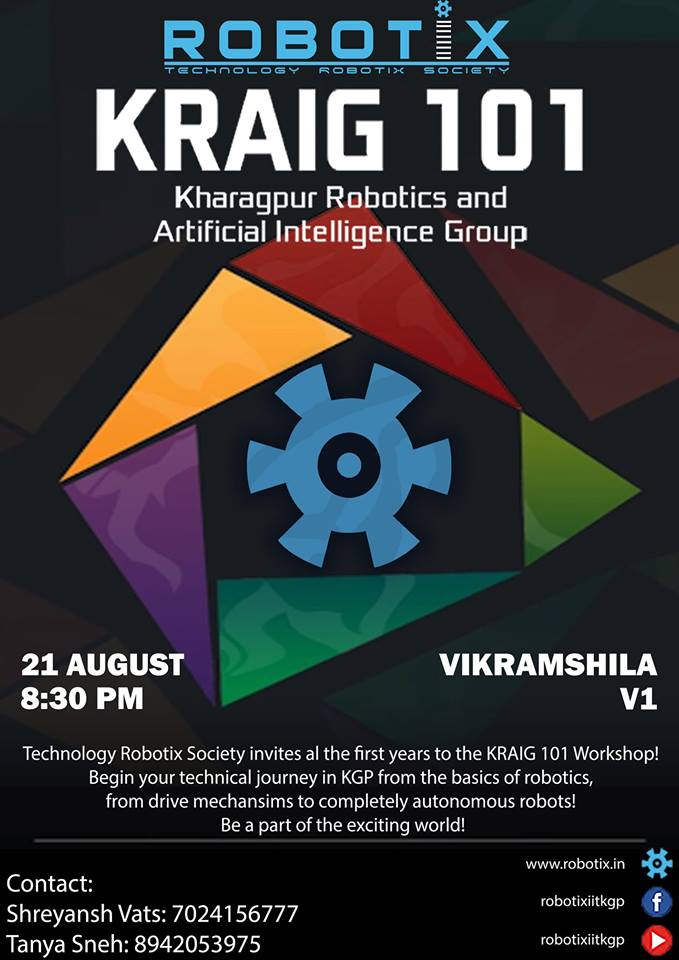 ROBOTIX
TECHNOLOGY ROBOTIX SOCIETY
KRAIG 101
Kharagpur Robotics and
Artificial Intelligence Group
21 AUGUST
8:30 PM
VIKRAMSHILA
V1
Technology Robotix Society invites al the first years to the KRAIG 101 Workshop!
Begin your technical journey in KGP from the basics of robotics,
from drive mechansims to completely autonomous robots!
Be a part of the exciting world!
www.robotix.in
robotixiitkgp
robotixiitkgp
Contact:
Shreyansh Vats: 7024156777
Tanya Sneh: 8942053975